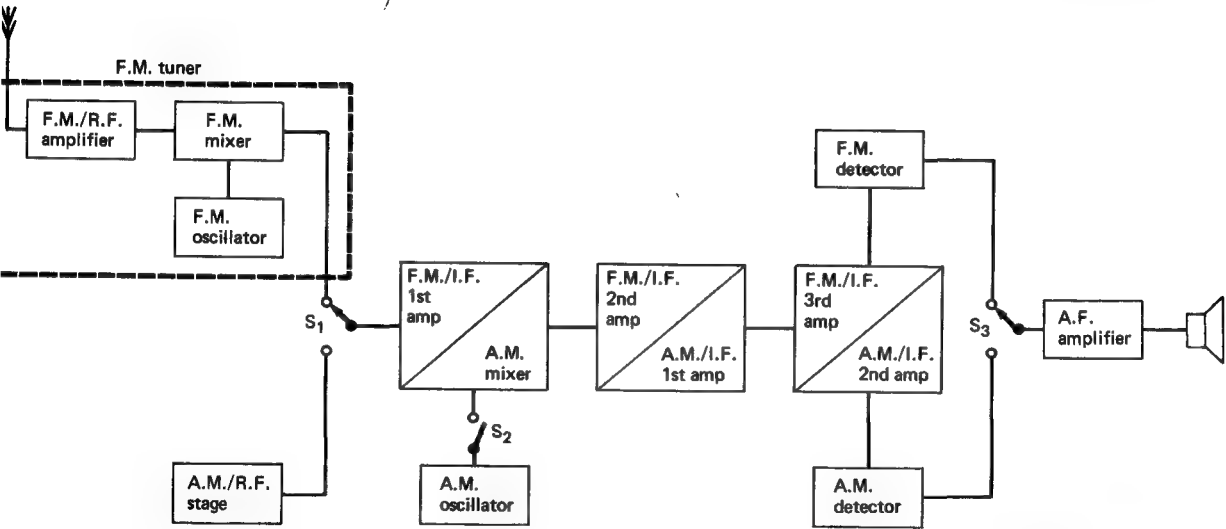 F.M. tuner
F.M./R.F.
amplifier
F.M.
mixer
F.M.
oscillator
S1
A.M./R.F.
stage
F.M./I.F.
1st
amp
A.M.
mixer
S2
A.M.
oscillator
F.M./I.F.
2nd
amp
A.M./I.F.
1st amp
F.M.
detector
F.M./I.F.
3rd
amp
A.M./I.F.
2nd amp
A.M.
detector
S3
A.F.
amplifier